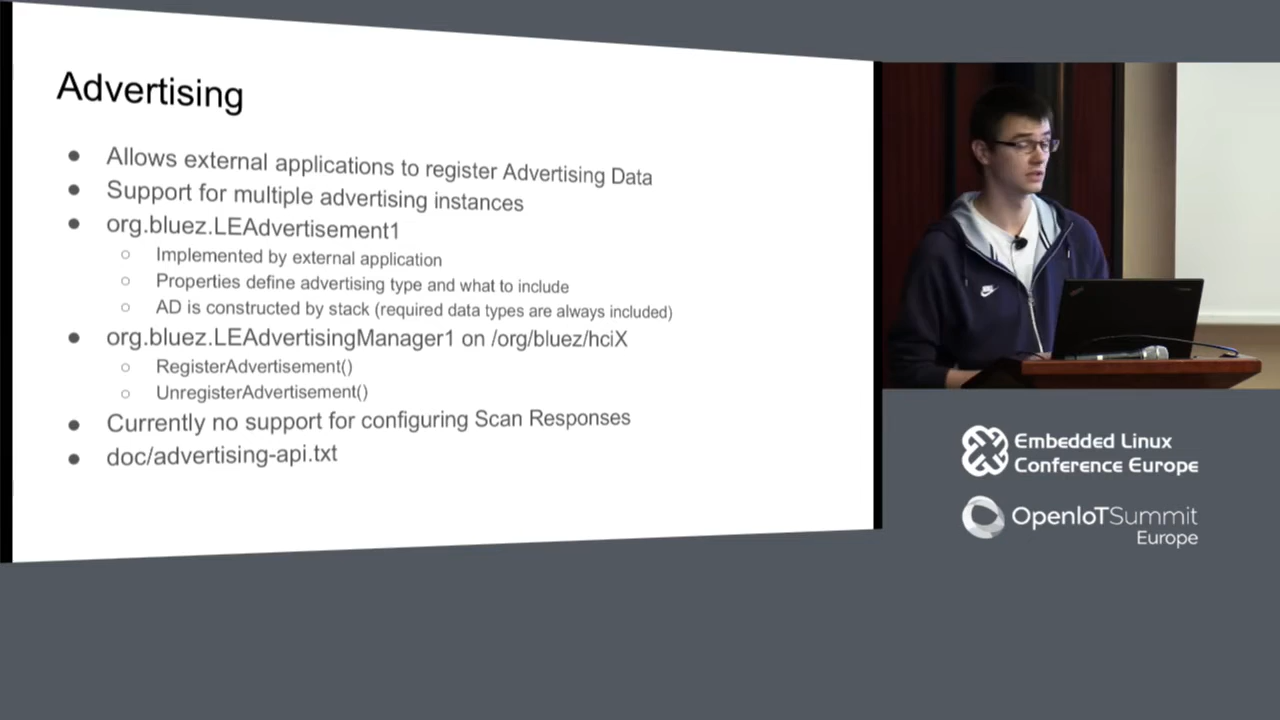 Advertising
● Allows external applications to register Advertising Data
● Support for multiple advertising instances
● org.bluez.LEAdvertisement1
○ Implemented by external application
○ Properties define advertising type and what to include
○ AD is constructed by stack (required data types are always included)
● org.bluez.LEAdvertisingManager1 on /org/bluez/hciX
○ RegisterAdvertisement()
○ UnregisterAdvertisement()
● Currently no support for configuring Scan Responses
● doc/advertising-api.txt
Embedded Linux
Conference Europe
OpenIoTSummit
Europe